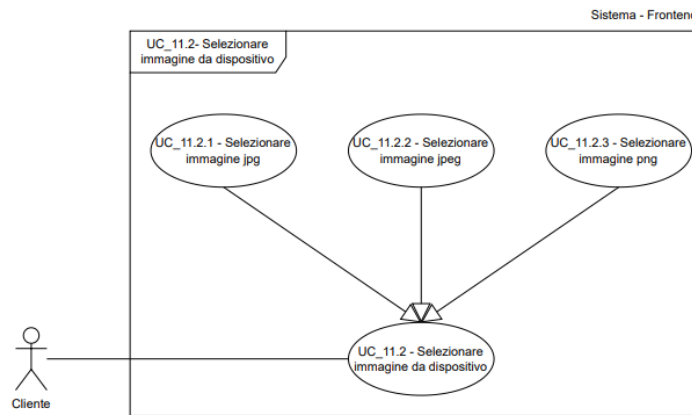 Sistema - Frontend
UC_11.2- Selezionare
immagine da dispositivo
UC_11.2.1 - Selezionare
immagine jpg
UC_11.2.2 - Selezionare
immagine jpeg
UC_11.2.3 - Selezionare
immagine png
UC_11.2 - Selezionare
immagine da dispositivo
Cliente